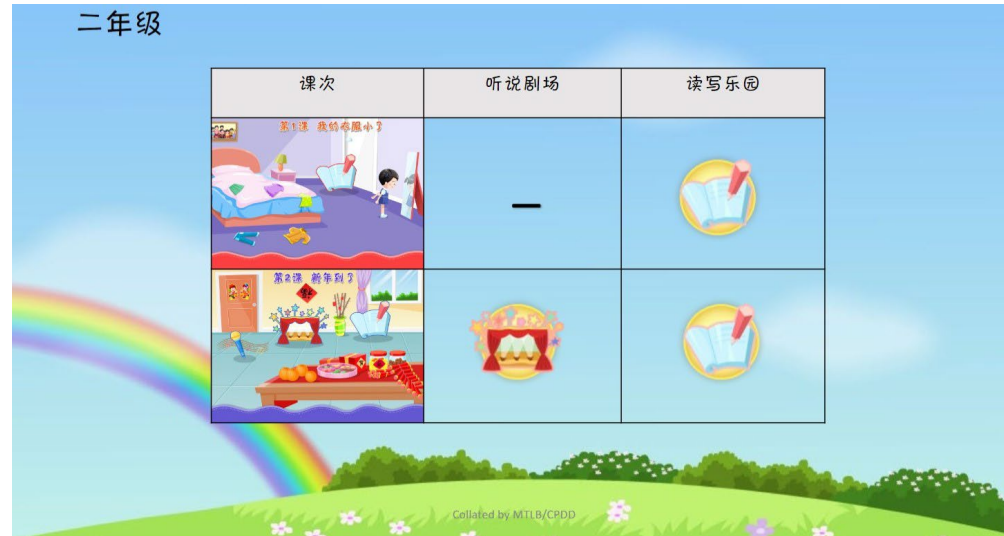 二年级
课次 听说剧场 读写乐园
第1课 我的衣服小了
第2课 新年到了
Collated by MTLB/CPDD